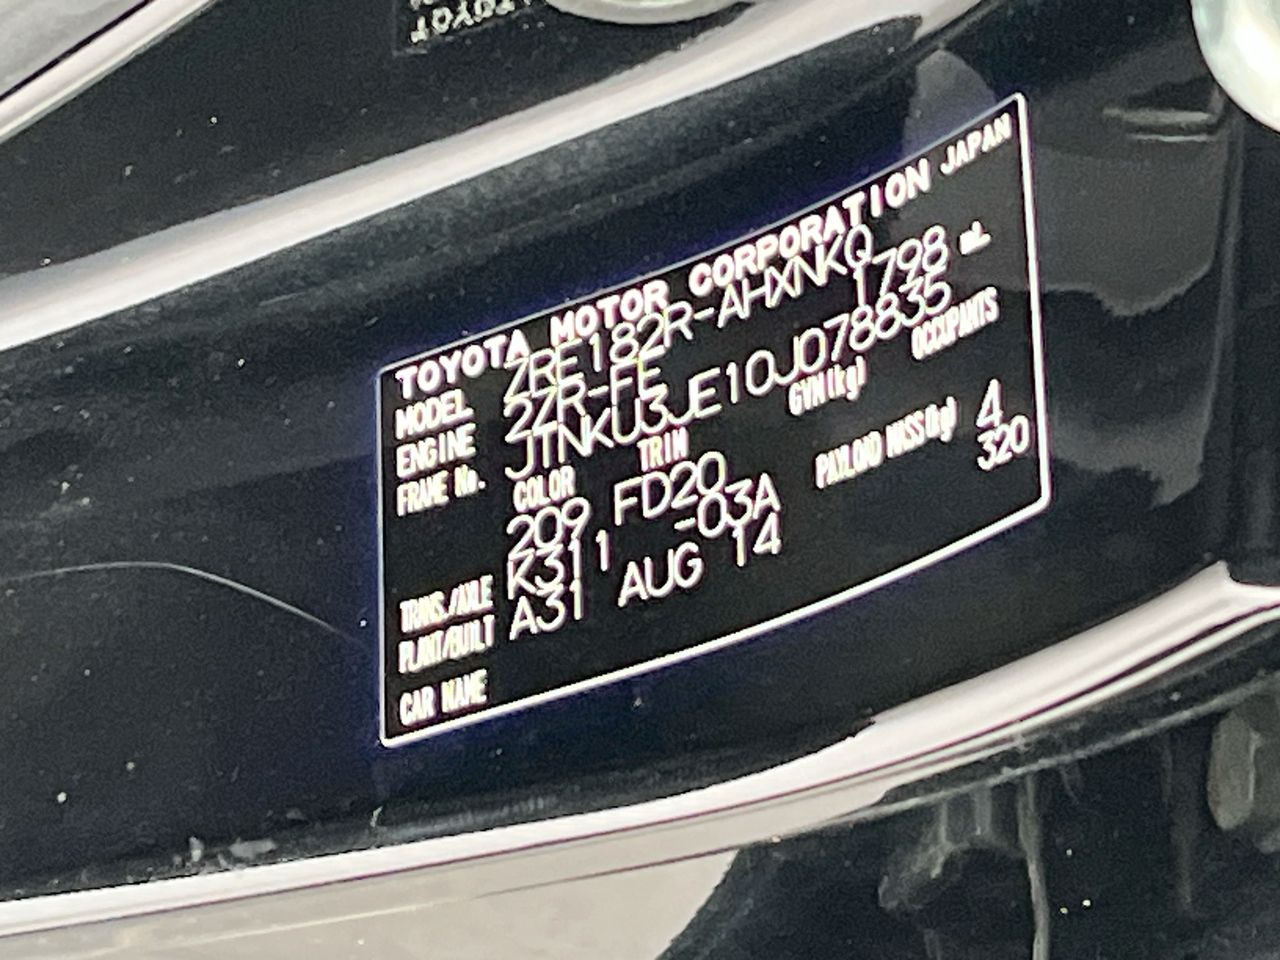 TOYOTA MOTOR CORPORATION JAPAN
MODEL ZRE182R-AHXNKQ
ENGINE 2ZR-FE 1798 mL
FRAME No. JTNKU3JE10J078835
COLOR TRIM GVM(kg) OCCUPANTS
209 FD20 4
TRANS./AXLE K311 -03A PAYLOAD MASS(kg) 320
PLANT/BUILT A31 AUG 14
CAR NAME